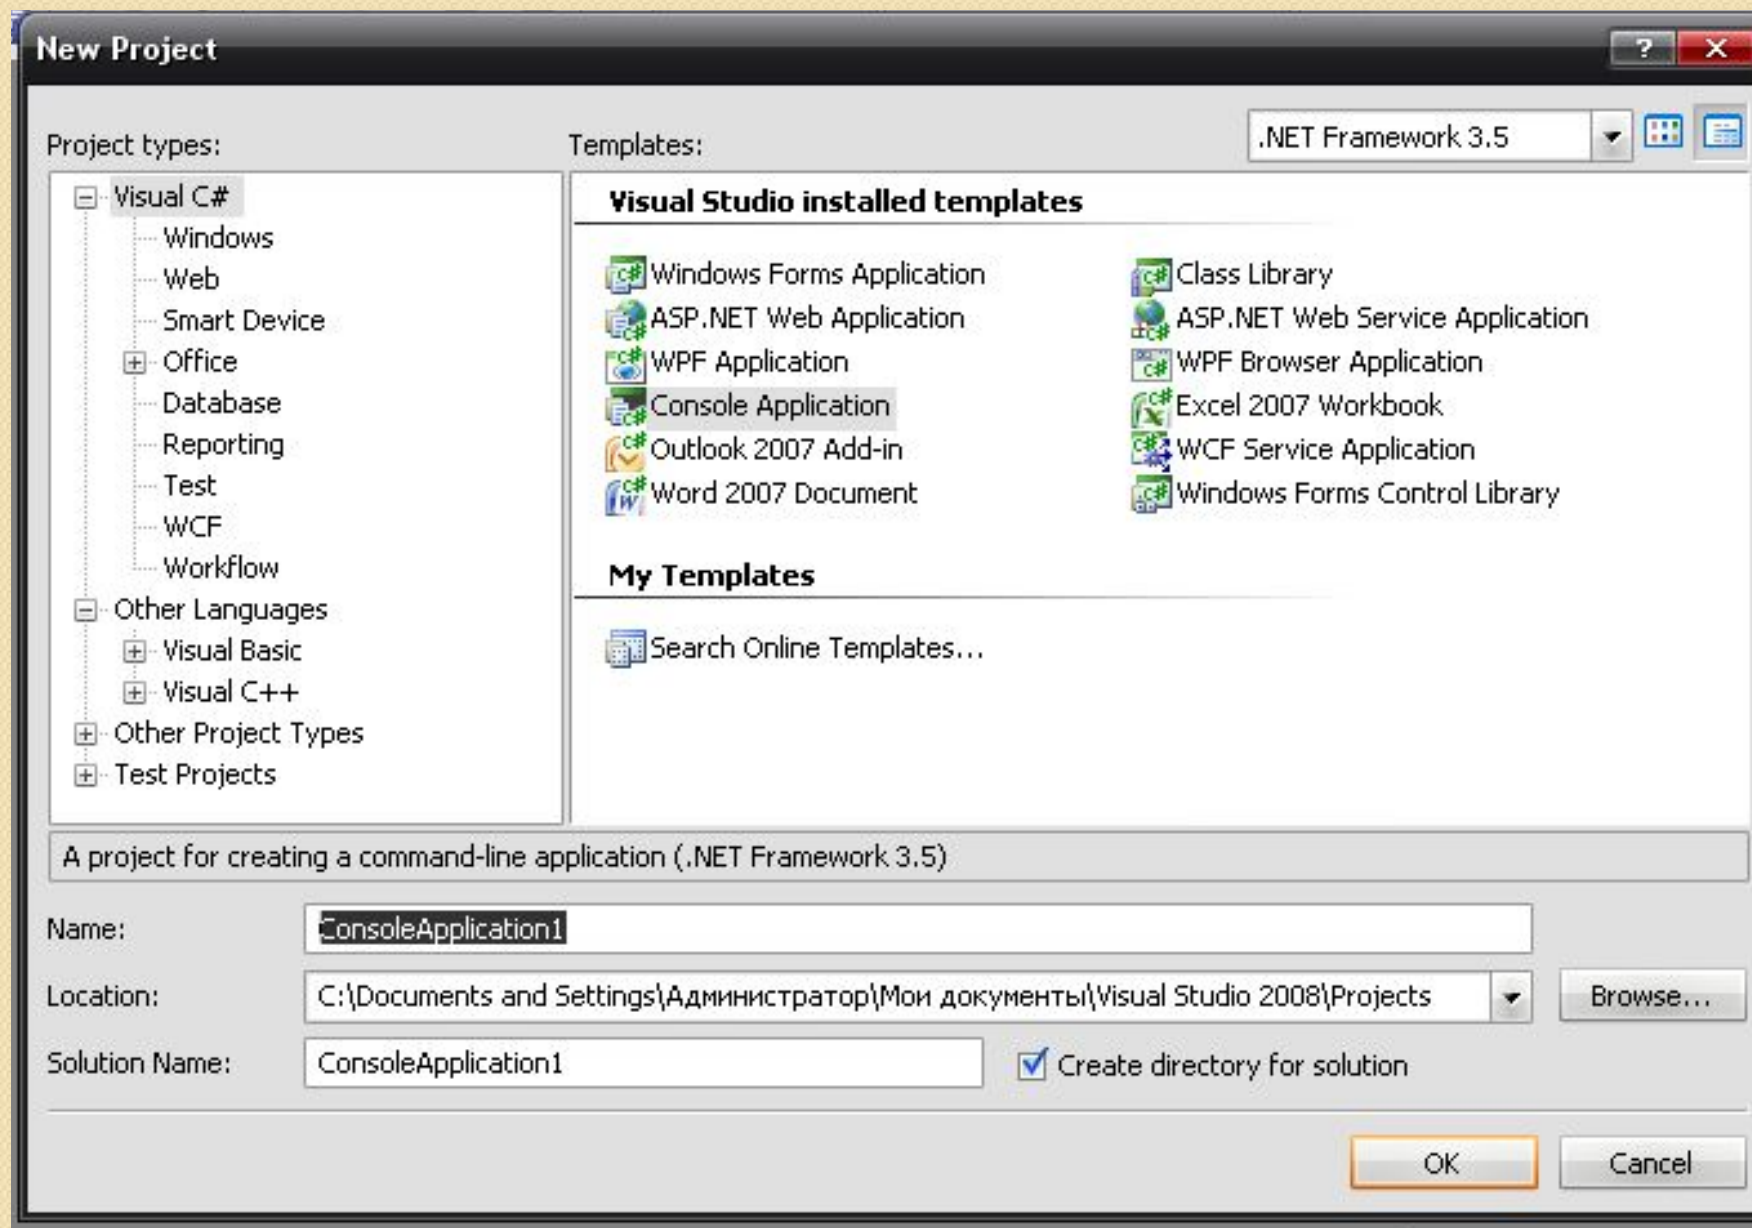 New Project
Project types:
Templates:
.NET Framework 3.5
Visual C#
Windows
Web
Smart Device
Office
Database
Reporting
Test
WCF
Workflow
Other Languages
Visual Basic
Visual C++
Other Project Types
Test Projects
Visual Studio installed templates
Windows Forms Application
Class Library
ASP.NET Web Application
ASP.NET Web Service Application
WPF Application
WPF Browser Application
Console Application
Excel 2007 Workbook
Outlook 2007 Add-in
WCF Service Application
Word 2007 Document
Windows Forms Control Library
My Templates
Search Online Templates...
A project for creating a command-line application (.NET Framework 3.5)
Name:
ConsoleApplication1
Location:
C:\Documents and Settings\Администратор\Мои документы\Visual Studio 2008\Projects
Browse...
Solution Name:
ConsoleApplication1
Create directory for solution
OK
Cancel